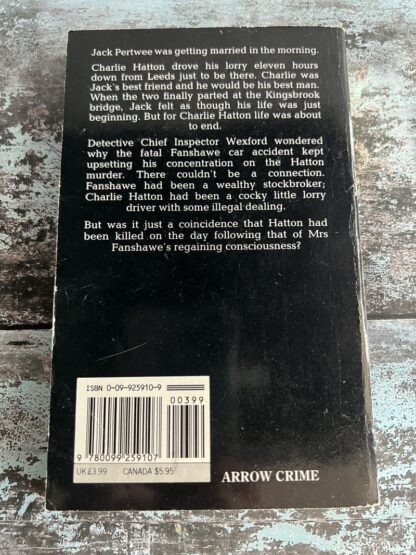 Jack Pertwee was getting married in the morning.
Charlie Hatton drove his lorry eleven hours
down from Leeds just to be there. Charlie was
Jack's best friend and he would be his best man.
When the two finally parted at the Kingsbrook
bridge, Jack felt as though his life was just
beginning. But for Charlie Hatton life was about
to end.
Detective Chief Inspector Wexford wondered
why the fatal Fanshawe car accident kept
upsetting his concentration on the Hatton
murder. There couldn't be a connection.
Fanshawe had been a wealthy stockbroker;
Charlie Hatton had been a cocky little lorry
driver with some illegal dealing.
But was it just a coincidence that Hatton had
been killed on the day following that of Mrs
Fanshawe's regaining consciousness?
ISBN 0-09-925910-9
00399
9 780099 259107
UK £3.99 CANADA $5.95
ARROW CRIME